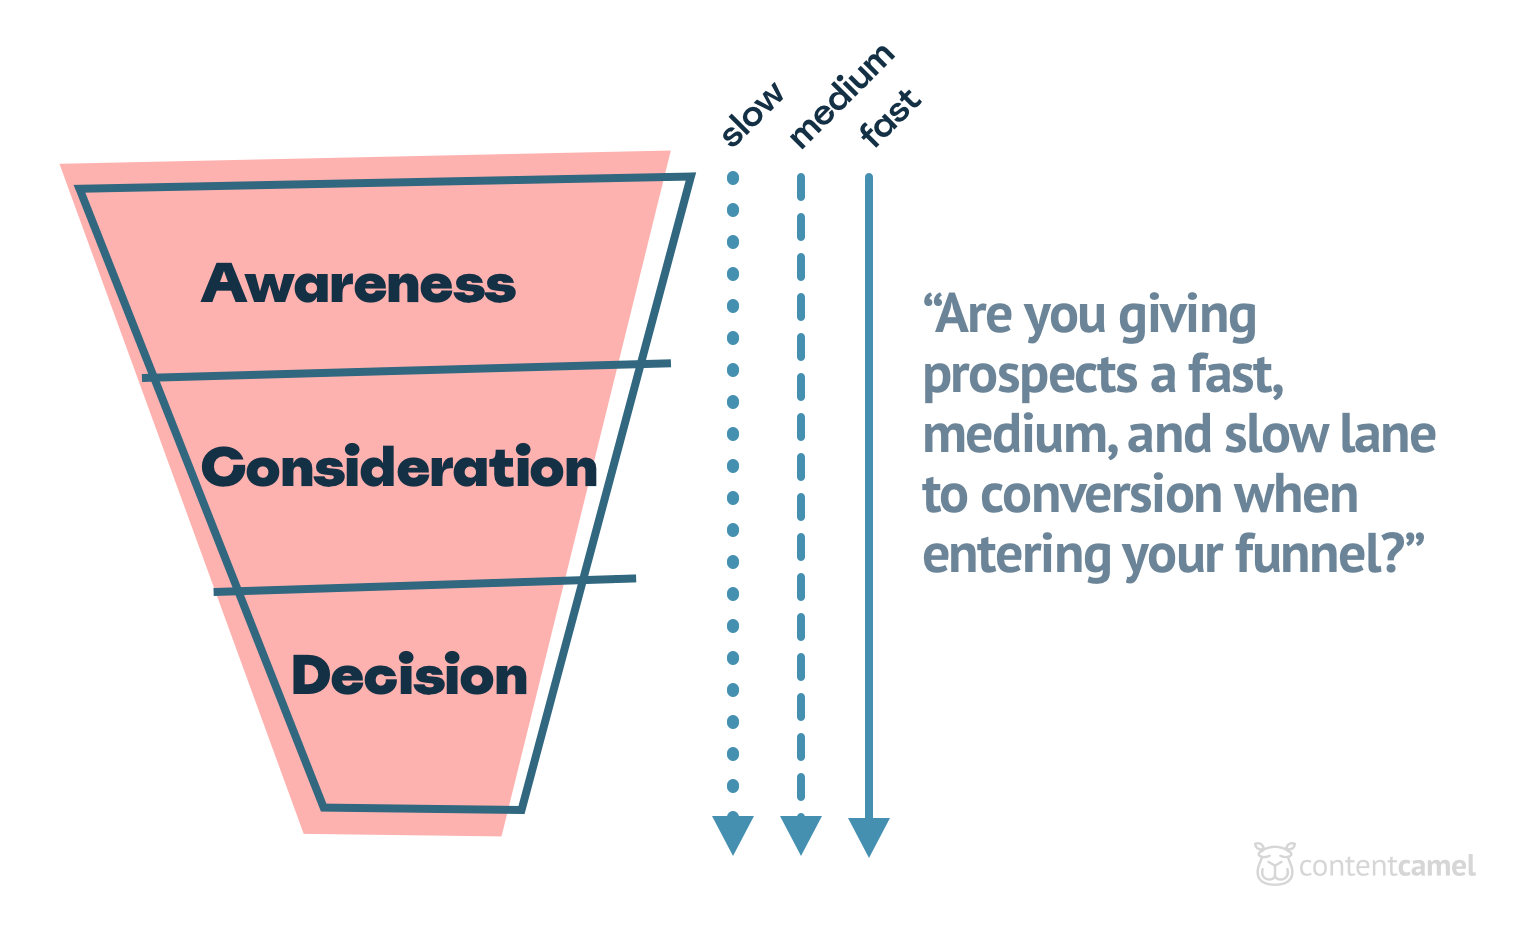 slow
medium
fast
Awareness
Consideration
Decision
“Are you giving
prospects a fast,
medium, and slow lane
to conversion when
entering your funnel?”
contentcamel